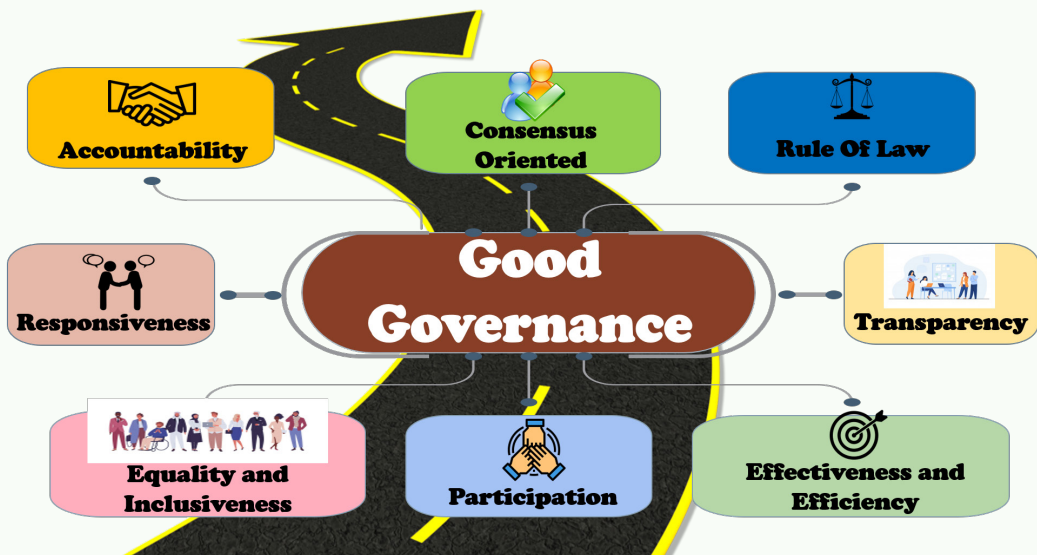 Accountability
Consensus
Oriented
Rule Of Law
Good
Governance
Responsiveness
Transparency
Equality and
Inclusiveness
Participation
Effectiveness and
Efficiency